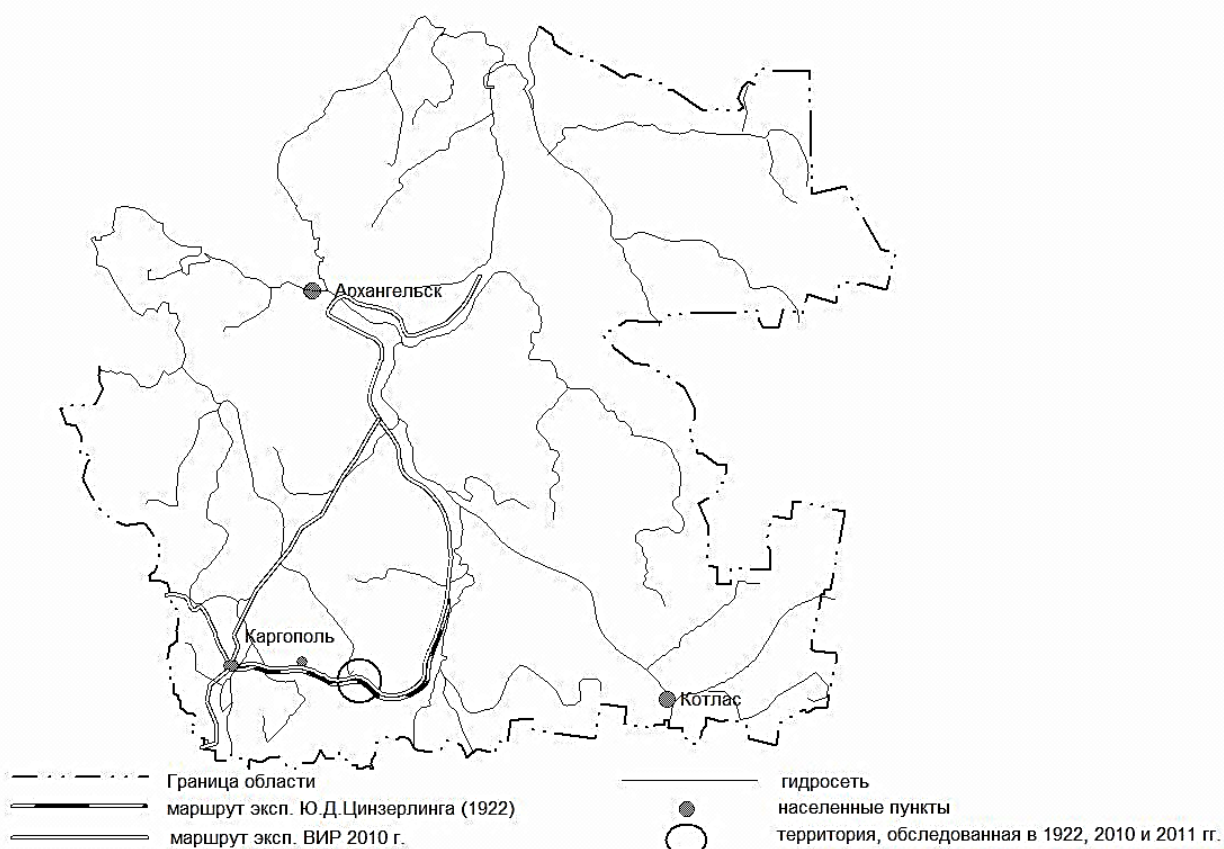 Архангельск
Каргополь
Котлас
Граница области
маршрут эксп. Ю.Д.Цинзерлинга (1922)
маршрут эксп. ВИР 2010 г.
гидросеть
населенные пункты
территория, обследованная в 1922, 2010 и 2011 гг.